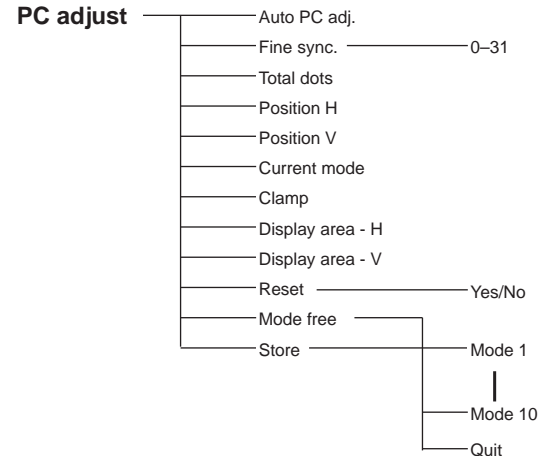 PC adjust
Auto PC adj.
Fine sync. 0–31
Total dots
Position H
Position V
Current mode
Clamp
Display area - H
Display area - V
Reset Yes/No
Mode free
Store Mode 1
Mode 10
Quit